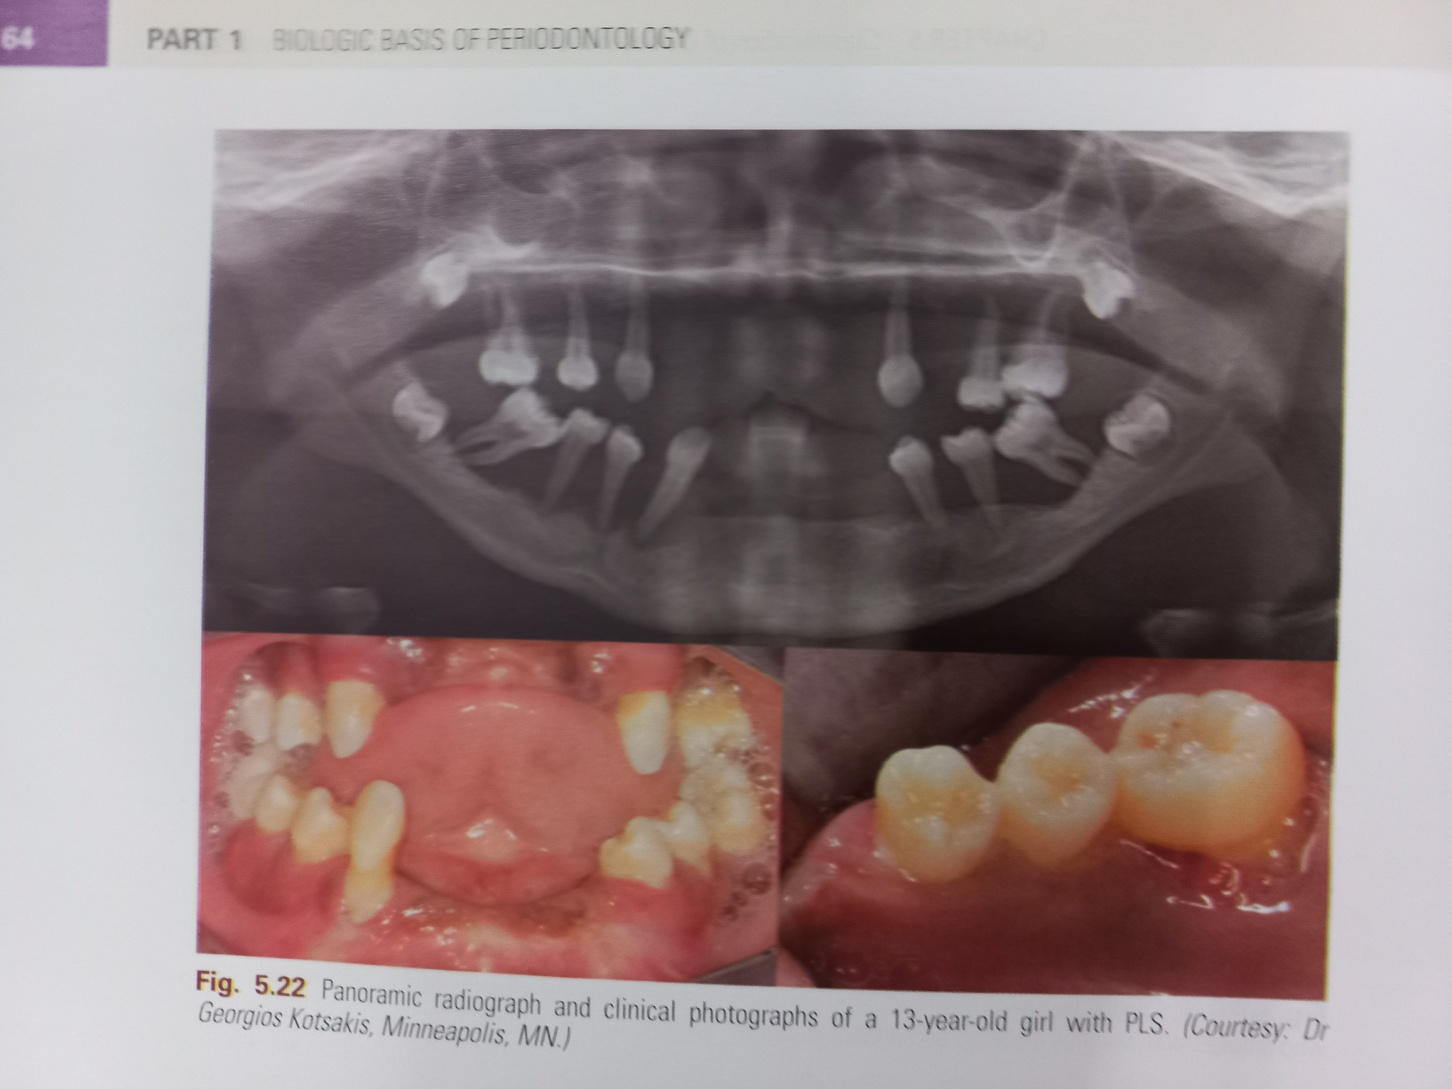 64 PART 1 BIOLOGIC BASIS OF PERIODONTOLOGY
Fig. 5.22 Panoramic radiograph and clinical photographs of a 13-year-old girl with PLS. (Courtesy: Dr
Georgios Kotsakis, Minneapolis, MN.)